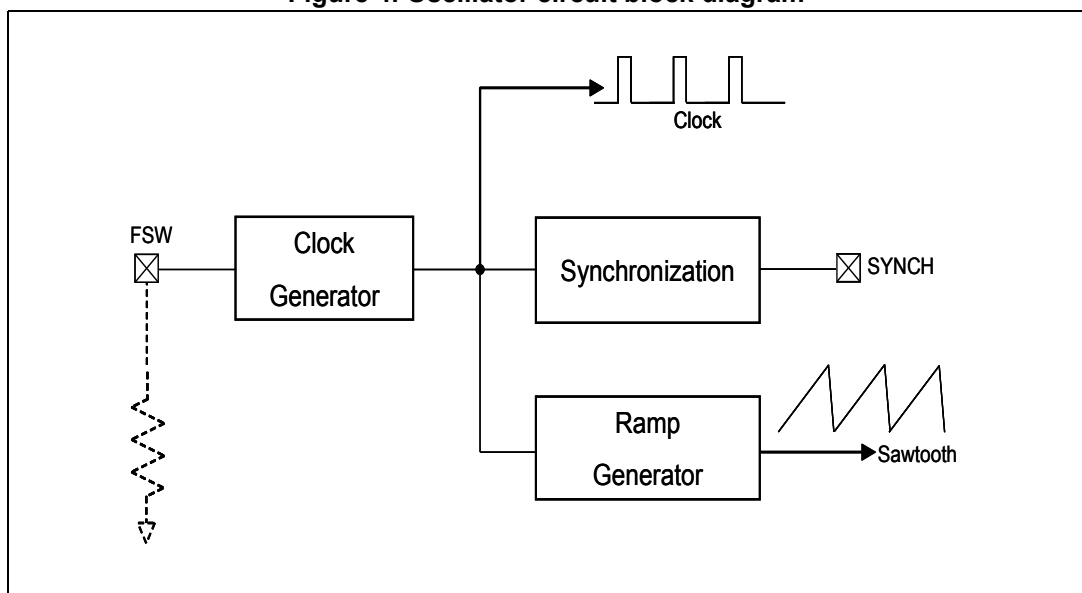 Figure 4. Oscillator circuit block diagram
Clock
FSW
Clock
Generator
Synchronization
SYNCH
Ramp
Generator
Sawtooth